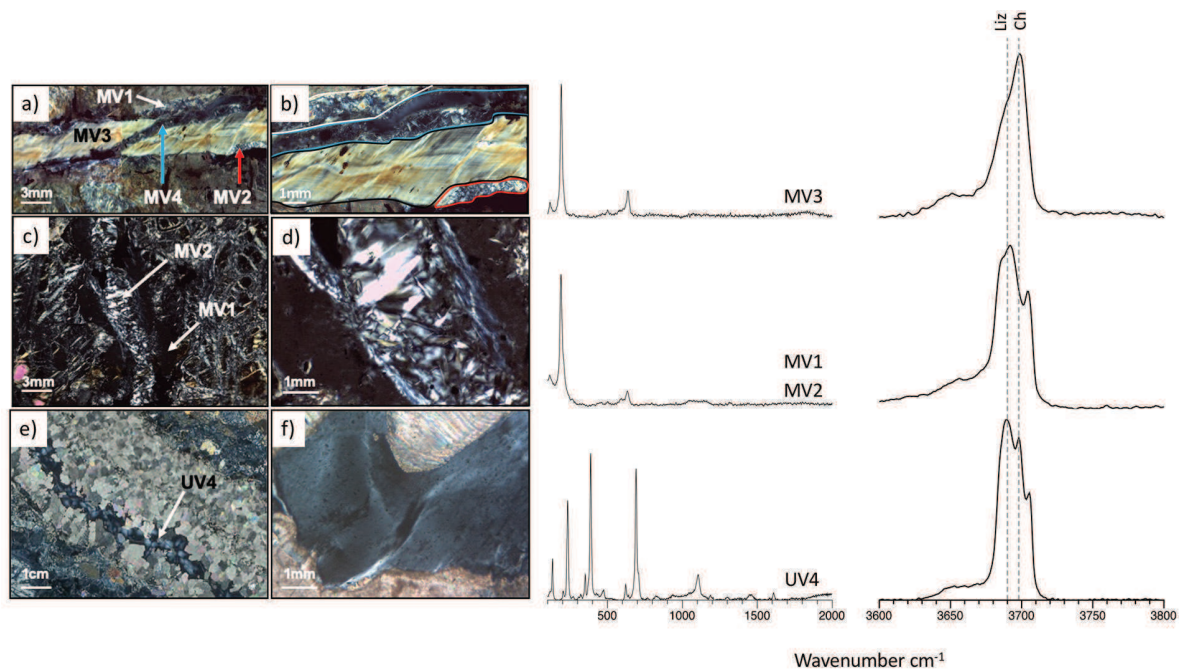 Liz
Ch
a)
MV1
MV3
3mm
MV4
MV2
b)
1mm
MV3
c)
MV2
MV1
3mm
d)
1mm
MV1
MV2
e)
UV4
1cm
f)
1mm
UV4
500
1000
1500
2000
3600
3650
3700
3750
3800
Wavenumber cm-1